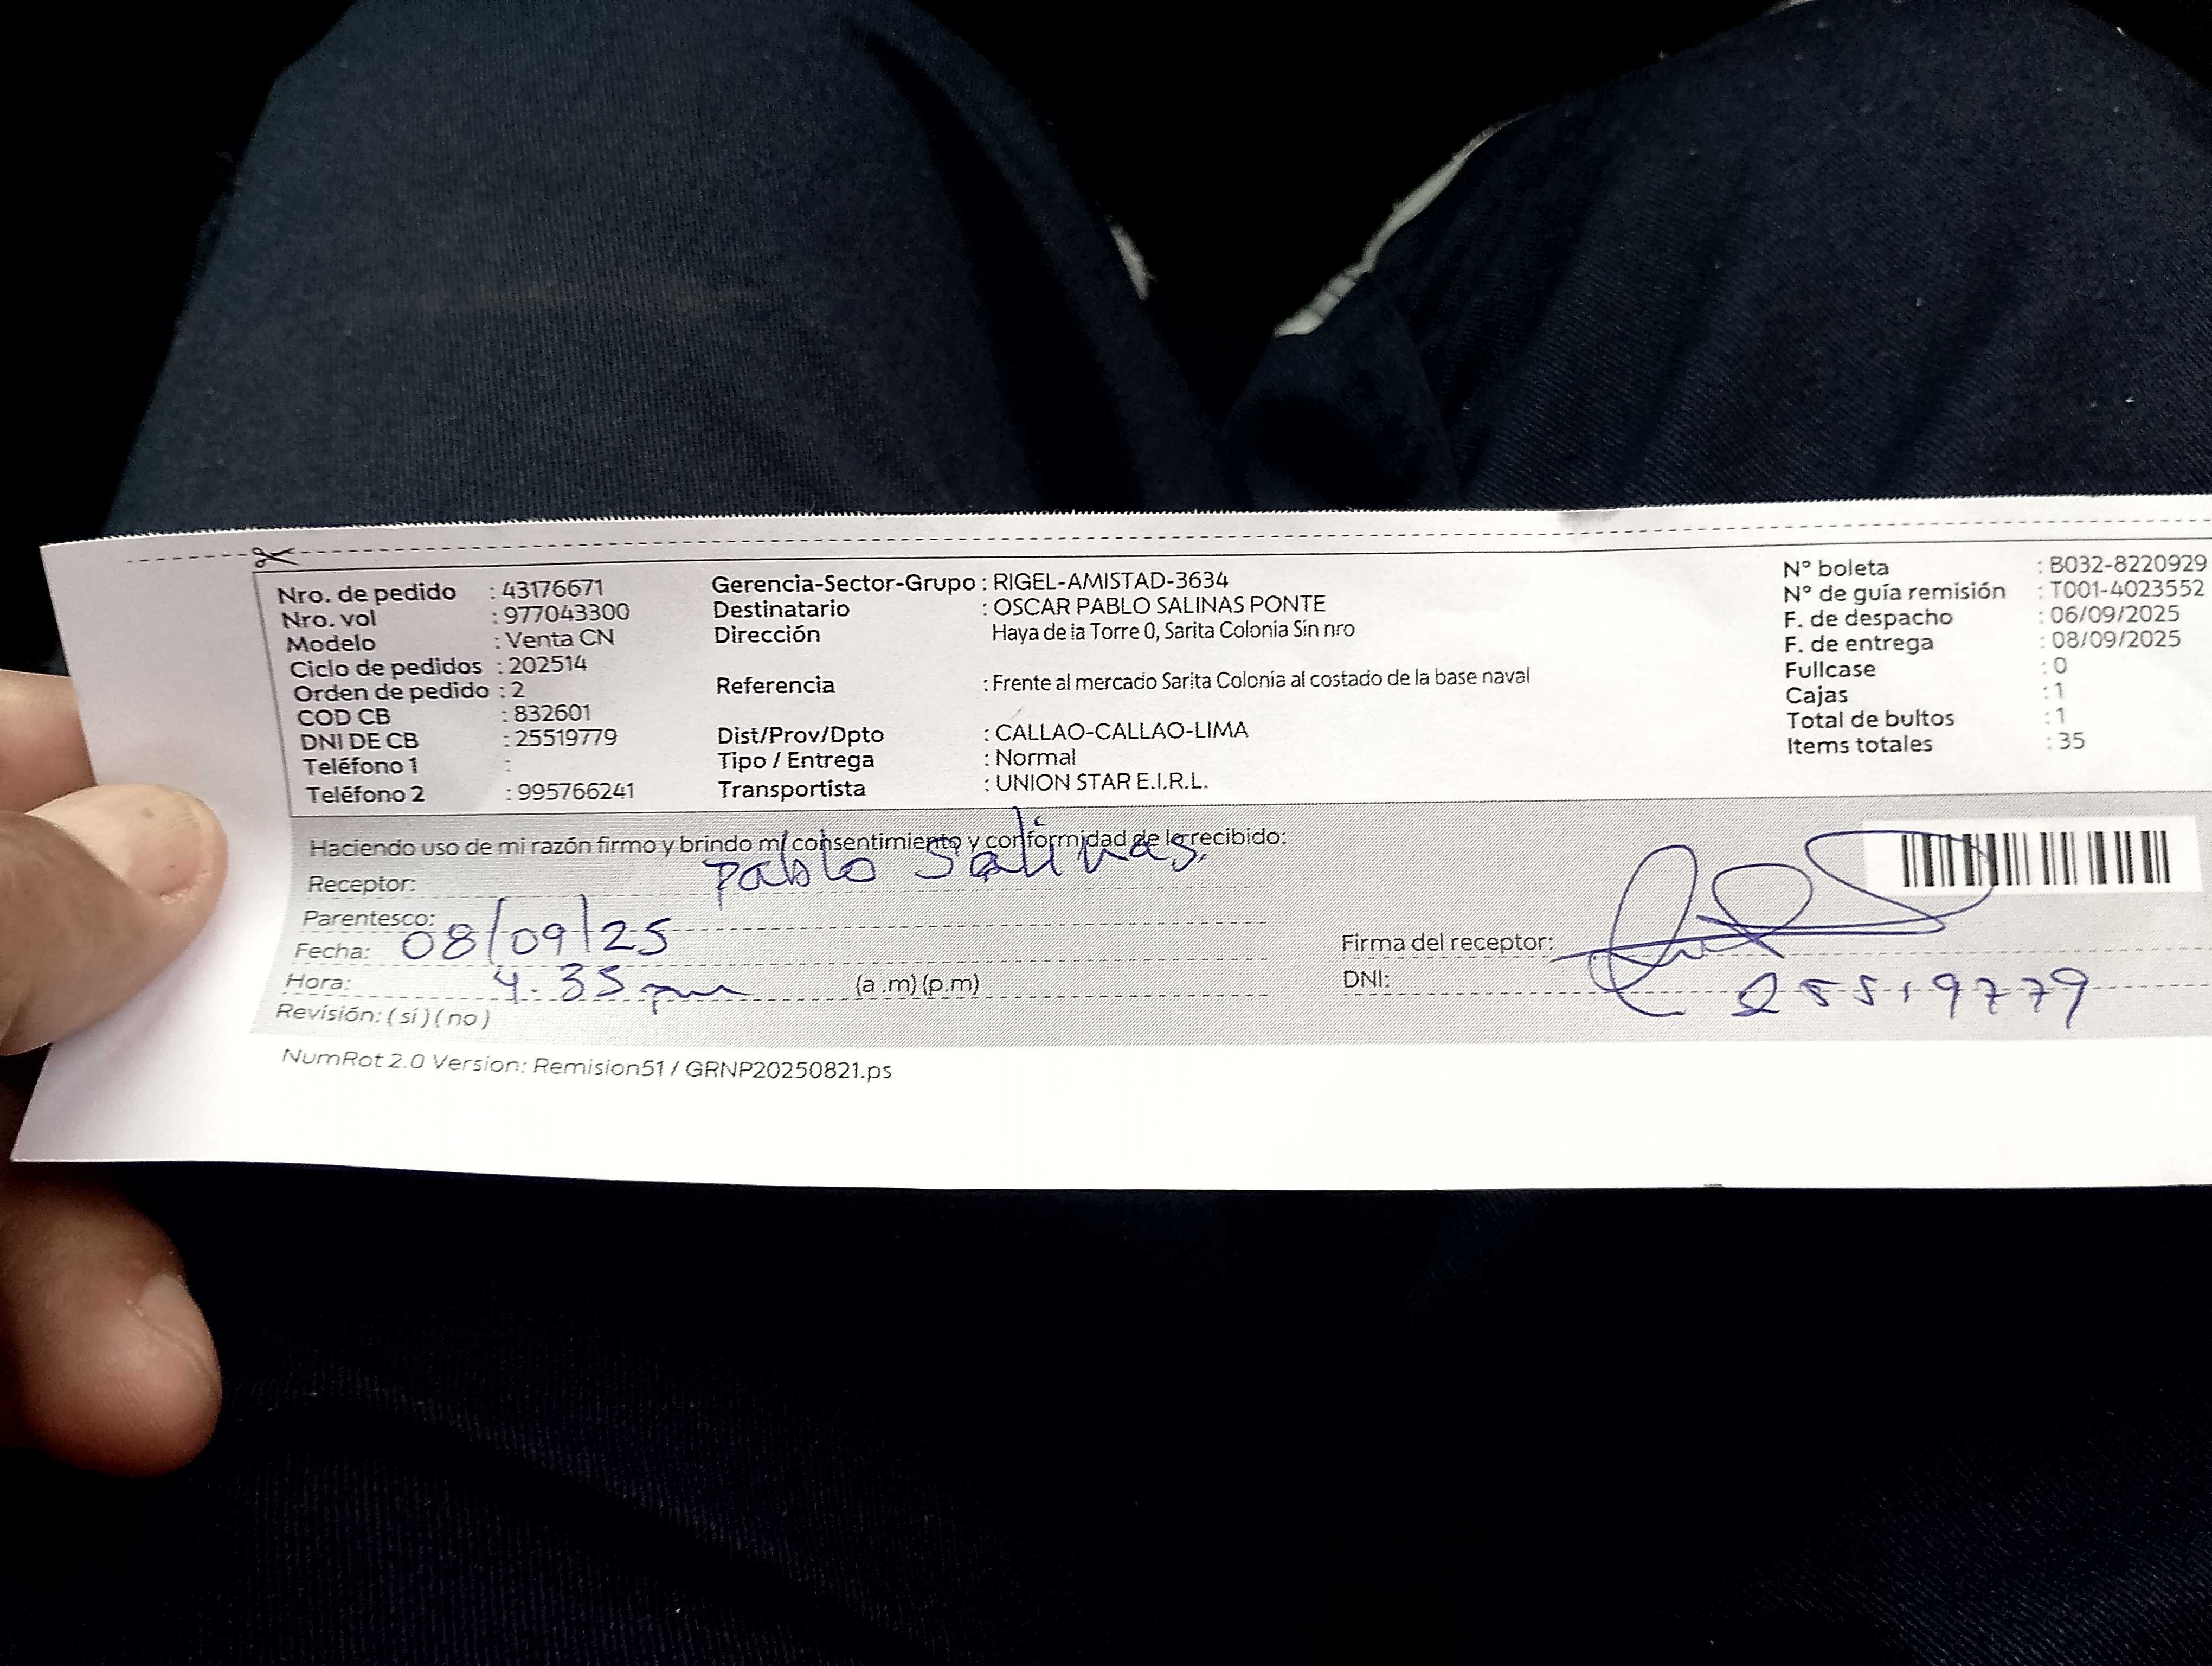 Nro. de pedido : 43176671
Nro. vol : 977043300
Modelo : Venta CN
Ciclo de pedidos : 202514
Orden de pedido : 2
COD CB : 832601
DNI DE CB : 25519779
Teléfono 1 :
Teléfono 2 : 995766241
Gerencia-Sector-Grupo : RIGEL-AMISTAD-3634
Destinatario : OSCAR PABLO SALINAS PONTE
Dirección Haya de la Torre 0, Sarita Colonia Sin nro
Referencia : Frente al mercado Sarita Colonia al costado de la base naval
Dist/Prov/Dpto : CALLAO-CALLAO-LIMA
Tipo / Entrega : Normal
Transportista : UNION STAR E.I.R.L.
N° boleta : B032-8220929
N° de guía remisión : T001-4023552
F. de despacho : 06/09/2025
F. de entrega : 08/09/2025
Fullcase : 0
Cajas : 1
Total de bultos : 1
Items totales : 35
Haciendo uso de mi razón firmo y brindo mi consentimiento y conformidad de lo recibido:
Receptor: Pablo Salinas
Parentesco:
Fecha: 08/09/25
Hora: 4.35 pm (a .m) (p.m)
Revisión: ( sí ) ( no )
Firma del receptor:
DNI: 25519779
NumRot 2.0 Version: Remision51 / GRNP20250821.ps